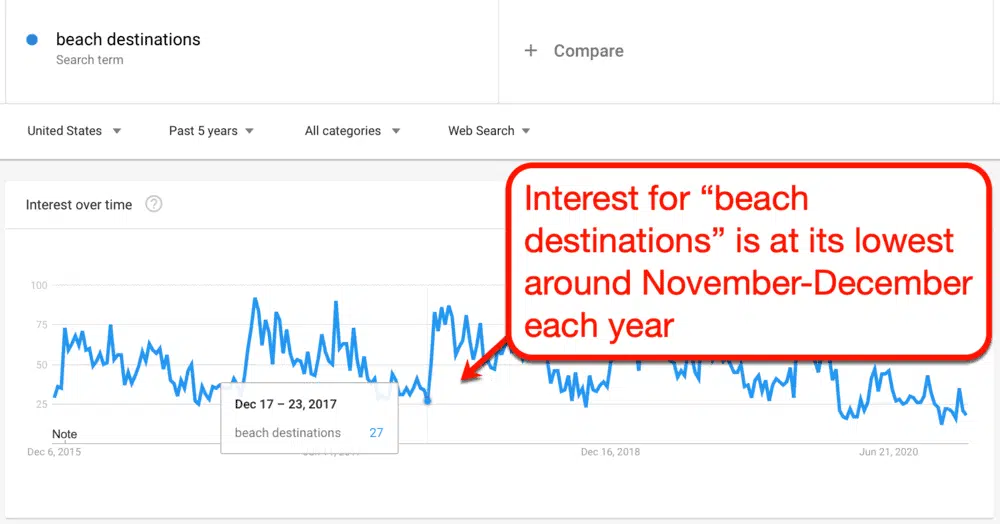 beach destinations
Search term
+ Compare
United States
Past 5 years
All categories
Web Search
Interest over time ?
Interest for “beach
destinations” is at its lowest
around November-December
each year
100
75
50
25
Dec 17 – 23, 2017
beach destinations 27
Note
Dec 6, 2015
Dec 16, 2018
Jun 21, 2020